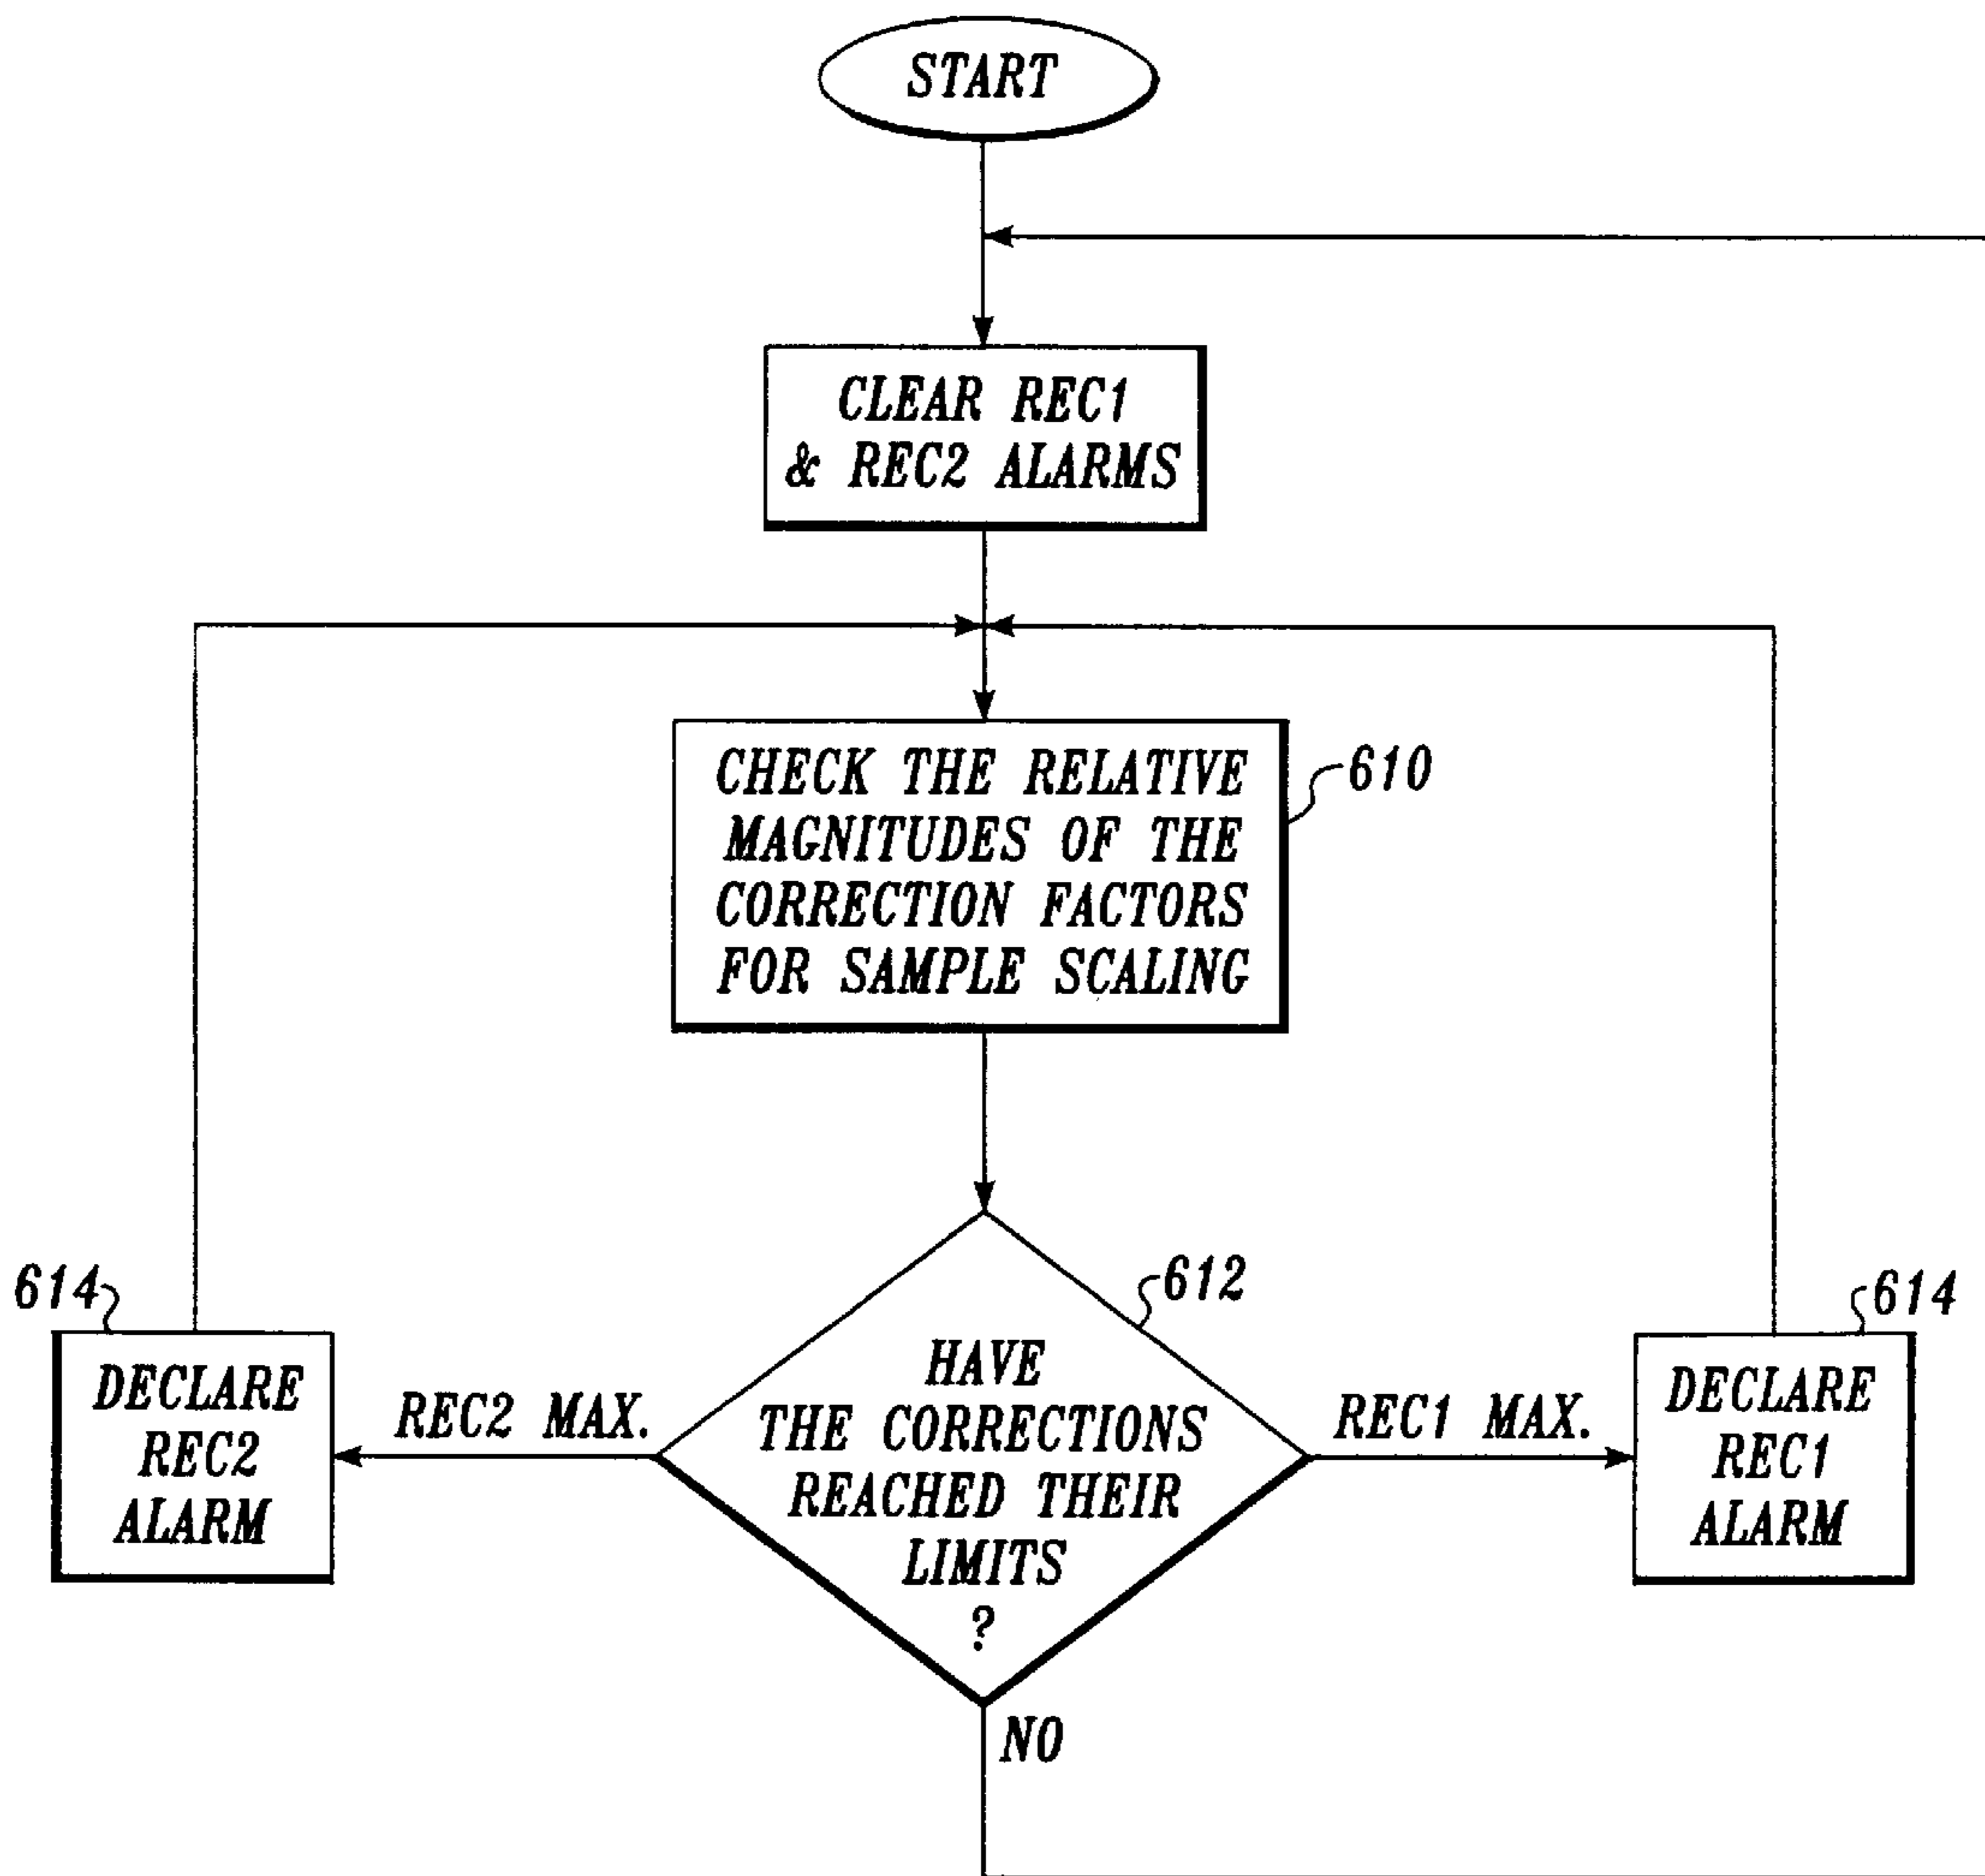 START
CLEAR REC1
& REC2 ALARMS
CHECK THE RELATIVE
MAGNITUDES OF THE
CORRECTION FACTORS
FOR SAMPLE SCALING
610
612
HAVE
THE CORRECTIONS
REACHED THEIR
LIMITS
?
REC2 MAX.
614
DECLARE
REC2
ALARM
REC1 MAX.
614
DECLARE
REC1
ALARM
NO